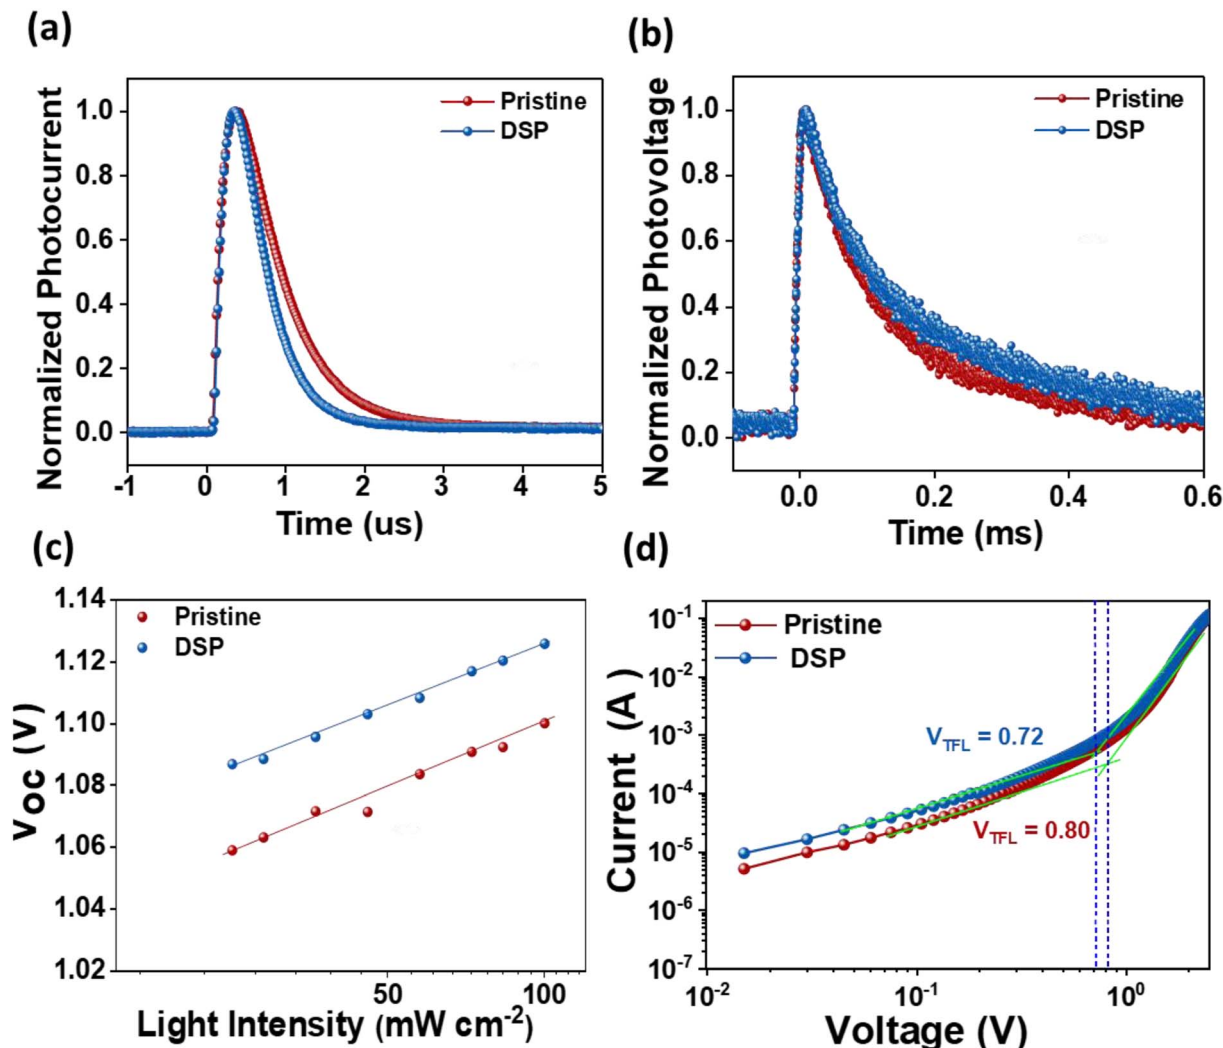 (a)
Normalized Photocurrent
1.0
0.8
0.6
0.4
0.2
0.0
Pristine
DSP
-1 0 1 2 3 4 5
Time (us)
(b)
Normalized Photovoltage
1.0
0.8
0.6
0.4
0.2
0.0
Pristine
DSP
0.0 0.2 0.4 0.6
Time (ms)
(c)
Voc (V)
1.14
1.12
1.10
1.08
1.06
1.04
1.02
Pristine
DSP
50 100
Light Intensity (mW cm⁻²)
(d)
Current (A)
10⁻¹
10⁻²
10⁻³
10⁻⁴
10⁻⁵
10⁻⁶
10⁻⁷
Pristine
DSP
V_TFL = 0.72
V_TFL = 0.80
10⁻² 10⁻¹ 10⁰
Voltage (V)